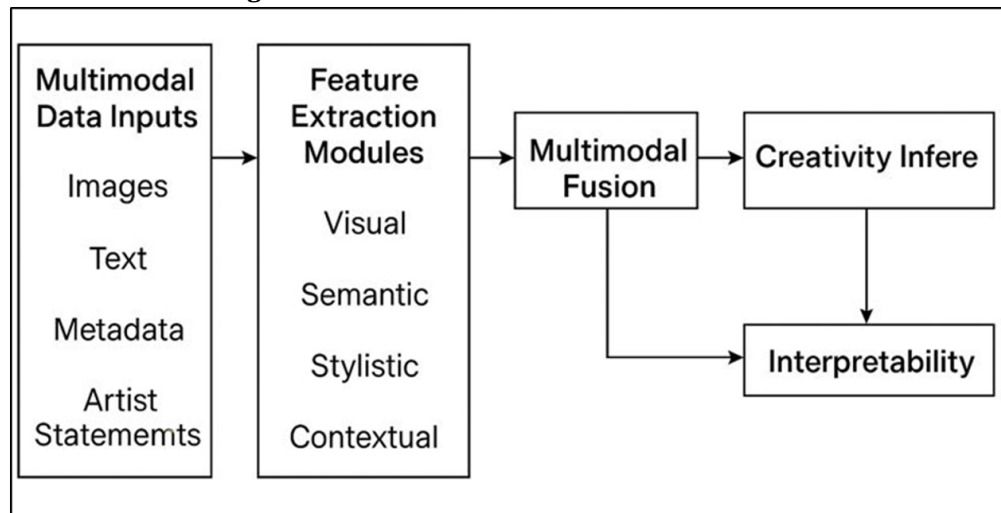 Multimodal
Data Inputs
Images
Text
Metadata
Artist
Statememts
Feature
Extraction
Modules
Visual
Semantic
Stylistic
Contextual
Multimodal
Fusion
Creativity Infere
Interpretability